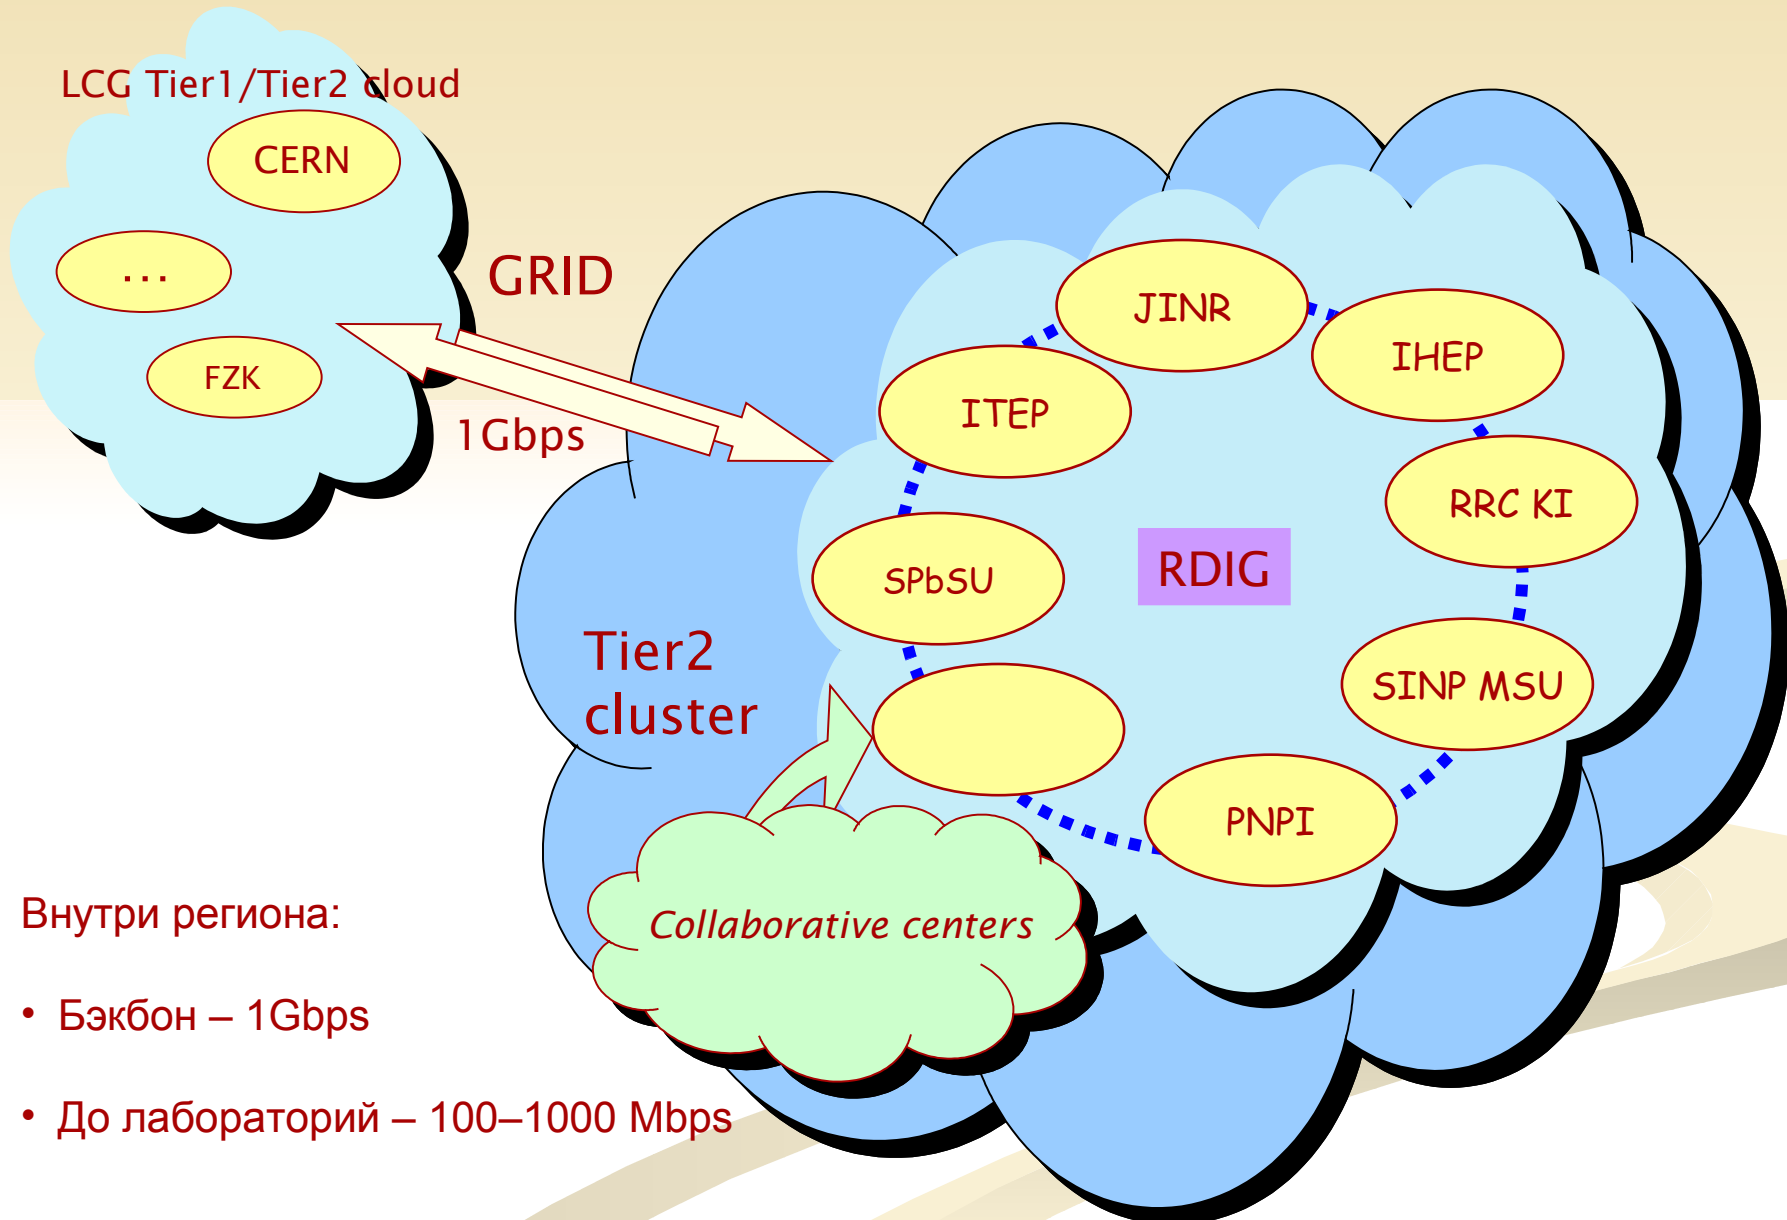 LCG Tier1/Tier2 cloud
CERN
...
FZK
GRID
1Gbps
JINR
IHEP
ITEP
RRC KI
SPbSU
RDIG
Tier2
cluster
SINP MSU
PNPI
Collaborative centers
Внутри региона:
• Бэкбон – 1Gbps
• До лабораторий – 100–1000 Mbps